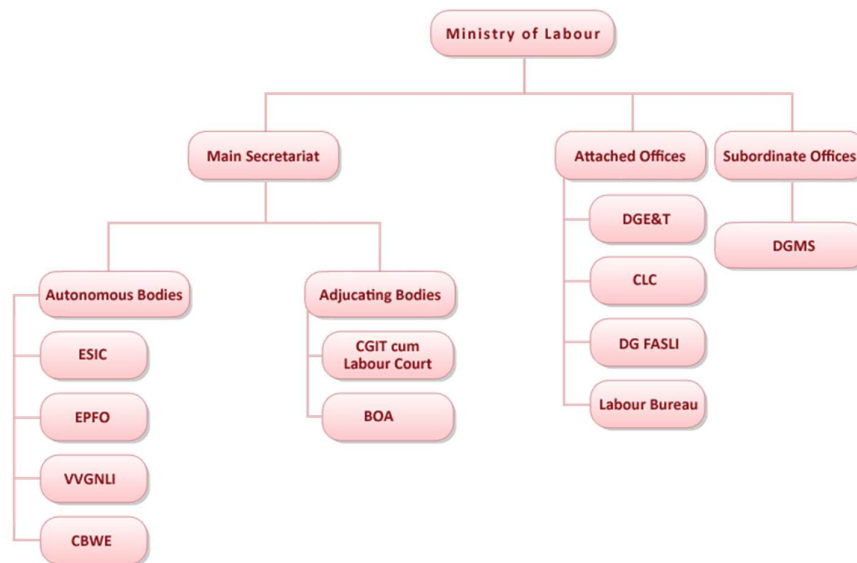 Ministry of Labour
Main Secretariat
Attached Offices
Subordinate Offices
DGE&T
DGMS
CLC
Autonomous Bodies
Adjucating Bodies
ESIC
CGIT cum
Labour Court
DG FASLI
EPFO
BOA
Labour Bureau
VVGNLI
CBWE